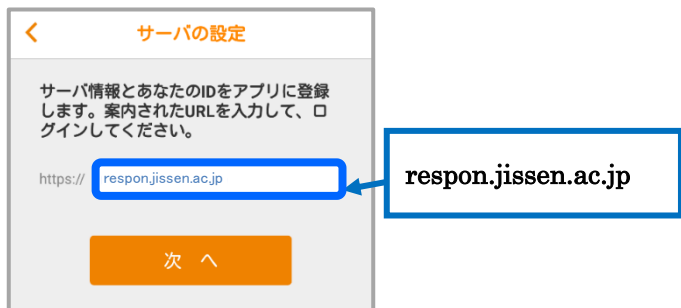 サーバの設定
サーバ情報とあなたのIDをアプリに登録
します。案内されたURLを入力して、ロ
グインしてください。
https:// respon.jissen.ac.jp
respon.jissen.ac.jp
次 へ